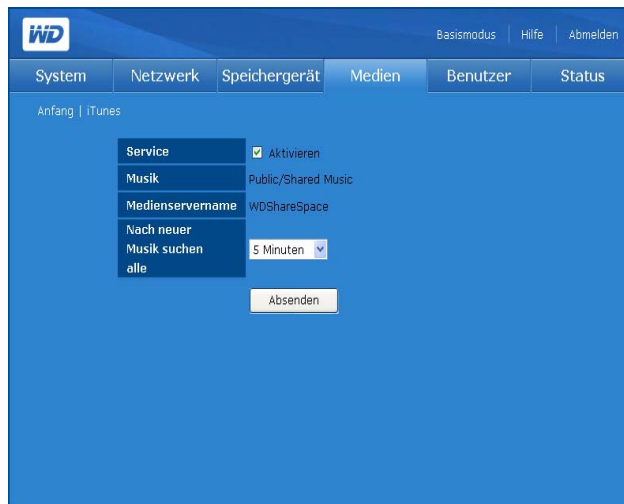 WD
Basismodus | Hilfe | Abmelden
System Netzwerk Speichergerät Medien Benutzer Status
Anfang | iTunes
Service Aktivieren
Musik Public/Shared Music
Medienservername WDShareSpace
Nach neuer
Musik suchen
alle
5 Minuten
Absenden